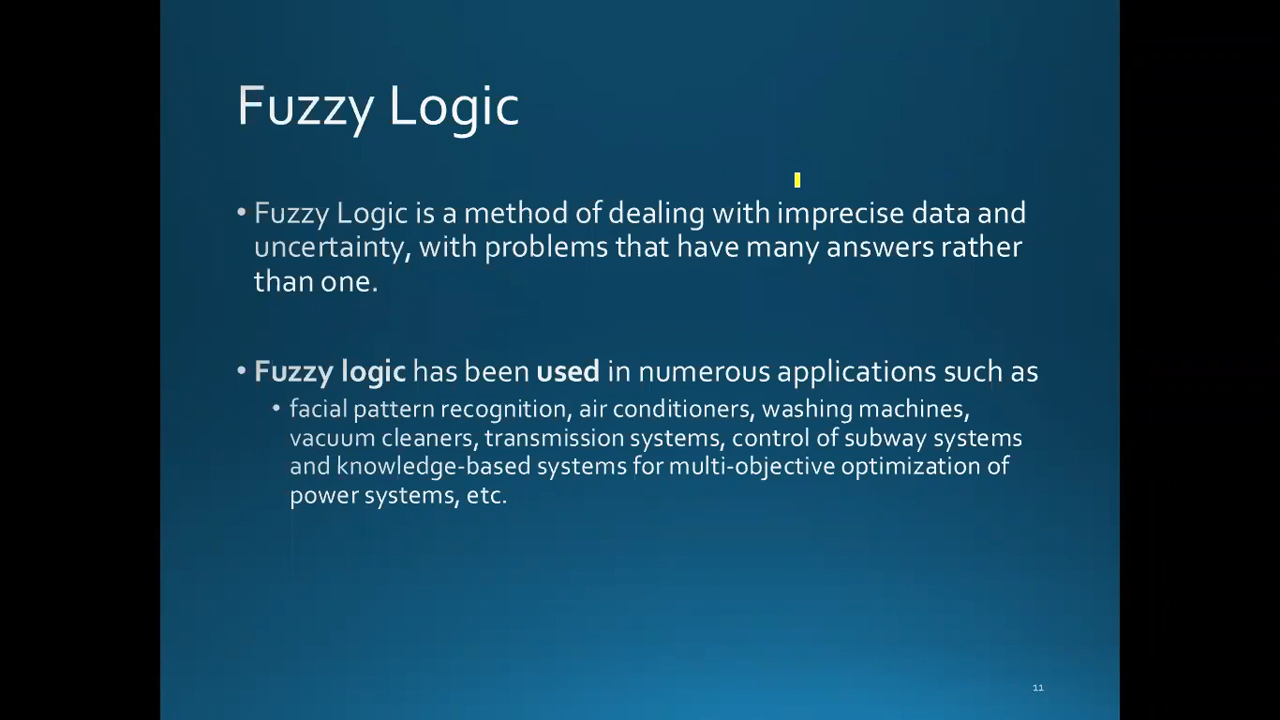 Fuzzy Logic
• Fuzzy Logic is a method of dealing with imprecise data and
uncertainty, with problems that have many answers rather
than one.
• Fuzzy logic has been used in numerous applications such as
• facial pattern recognition, air conditioners, washing machines,
vacuum cleaners, transmission systems, control of subway systems
and knowledge-based systems for multi-objective optimization of
power systems, etc.
11